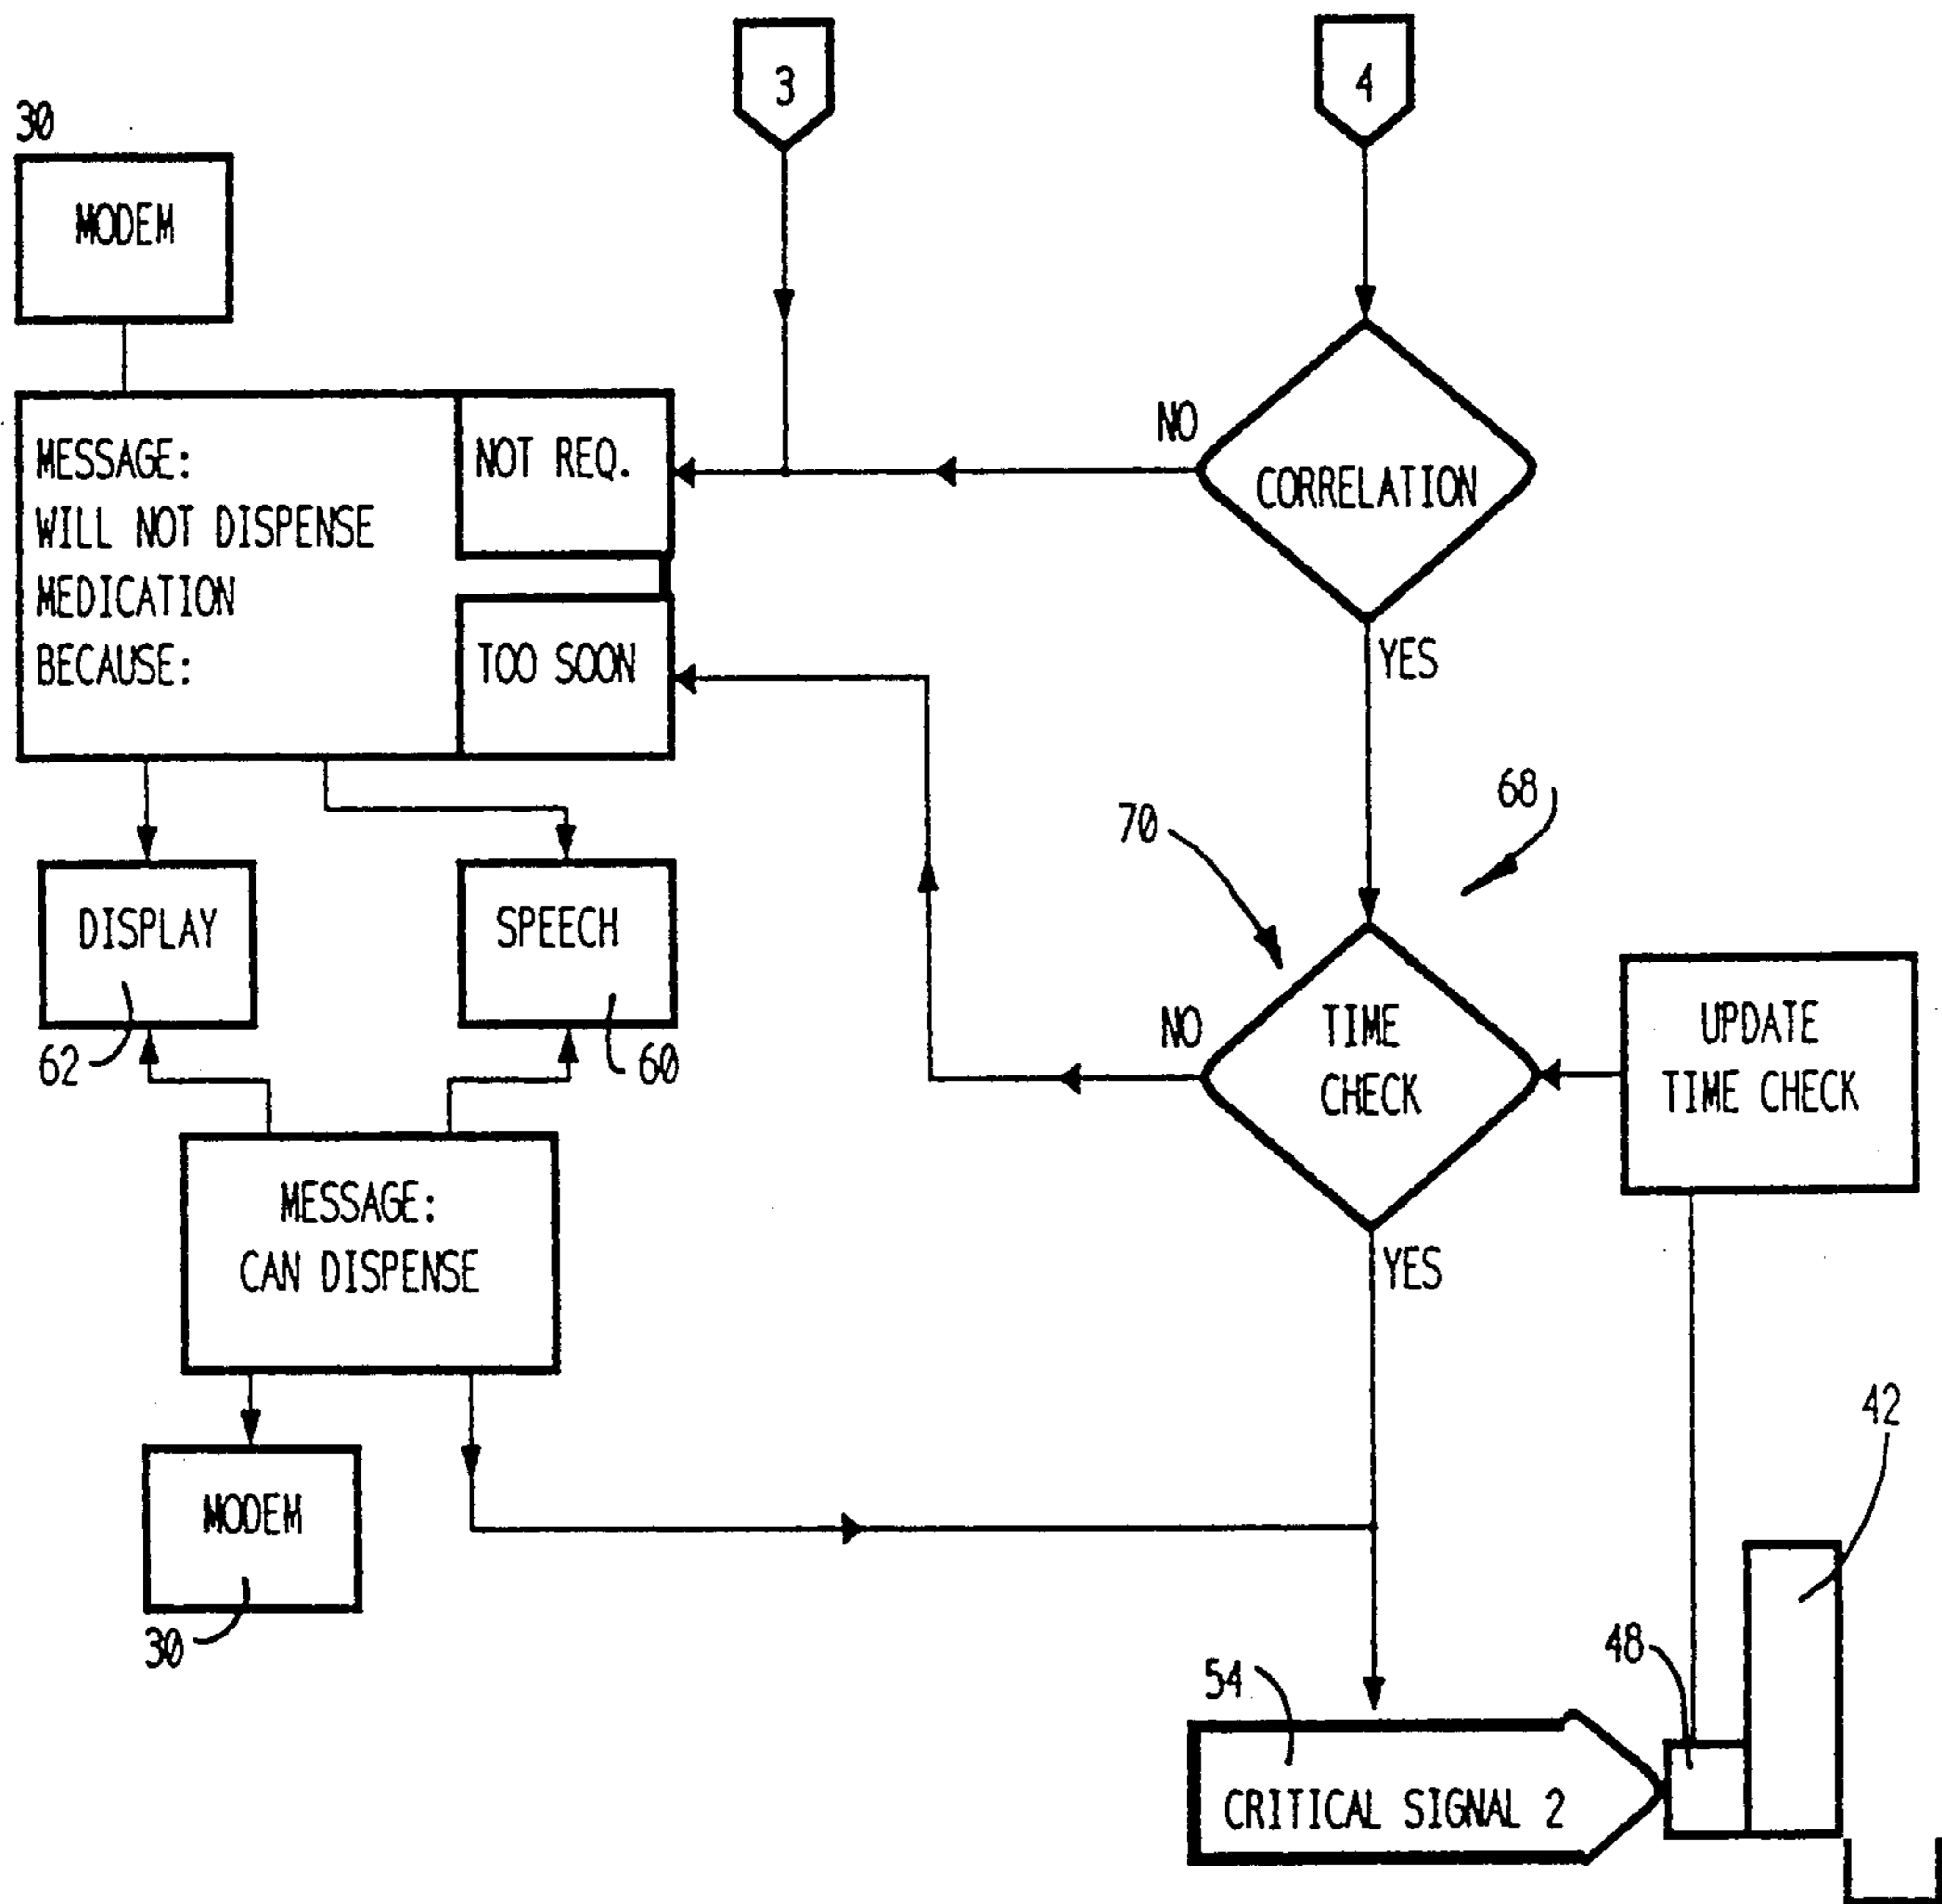 3
4
30
MODEM
MESSAGE:
WILL NOT DISPENSE
MEDICATION
BECAUSE:
NOT REQ.
TOO SOON
NO
CORRELATION
YES
68
70
DISPLAY
62
SPEECH
60
NO
TIME
CHECK
UPDATE
TIME CHECK
YES
MESSAGE:
CAN DISPENSE
MODEM
30
42
48
54
CRITICAL SIGNAL 2